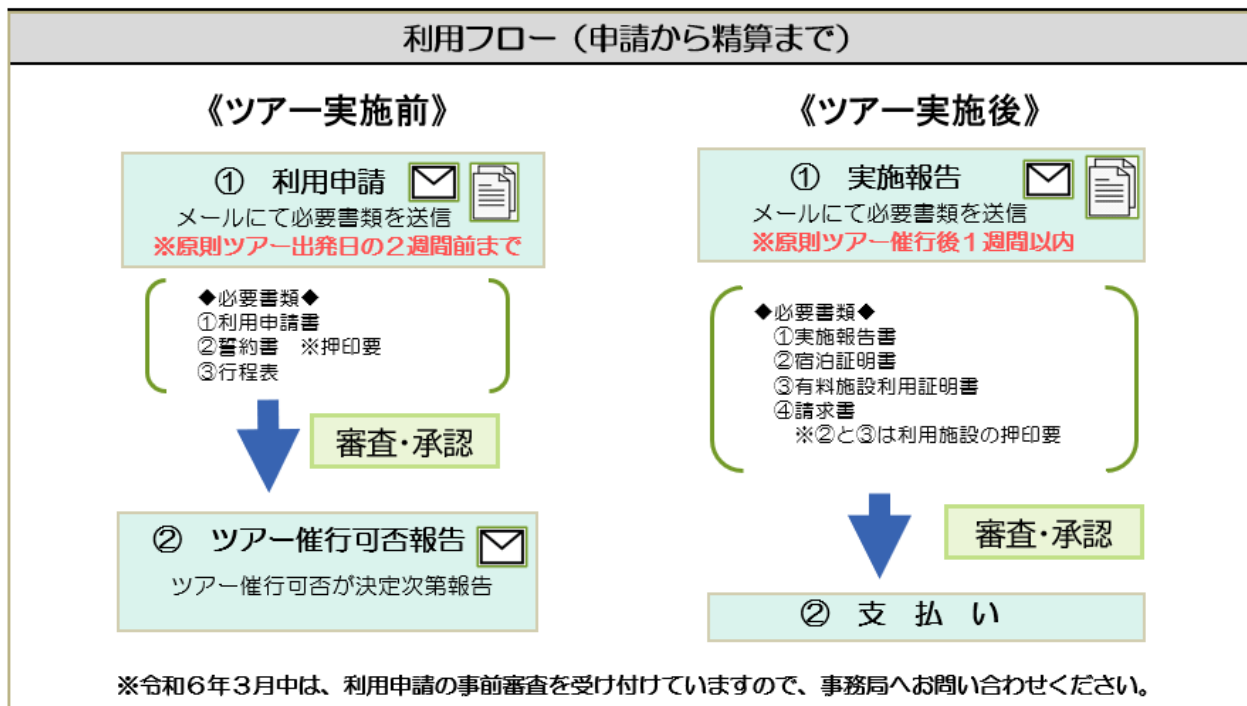 利用フロー（申請から精算まで）
《ツアー実施前》
① 利用申請
メールにて必要書類を送信
※原則ツアー出発日の２週間前まで
◆必要書類◆
①利用申請書
②誓約書　※押印要
③行程表
審査・承認
② ツアー催行可否報告
ツアー催行可否が決定次第報告
《ツアー実施後》
① 実施報告
メールにて必要書類を送信
※原則ツアー催行後１週間以内
◆必要書類◆
①実施報告書
②宿泊証明書
③有料施設利用証明書
④請求書
※②と③は利用施設の押印要
審査・承認
② 支 払 い
※令和６年３月中は、利用申請の事前審査を受け付けていますので、事務局へお問い合わせください。